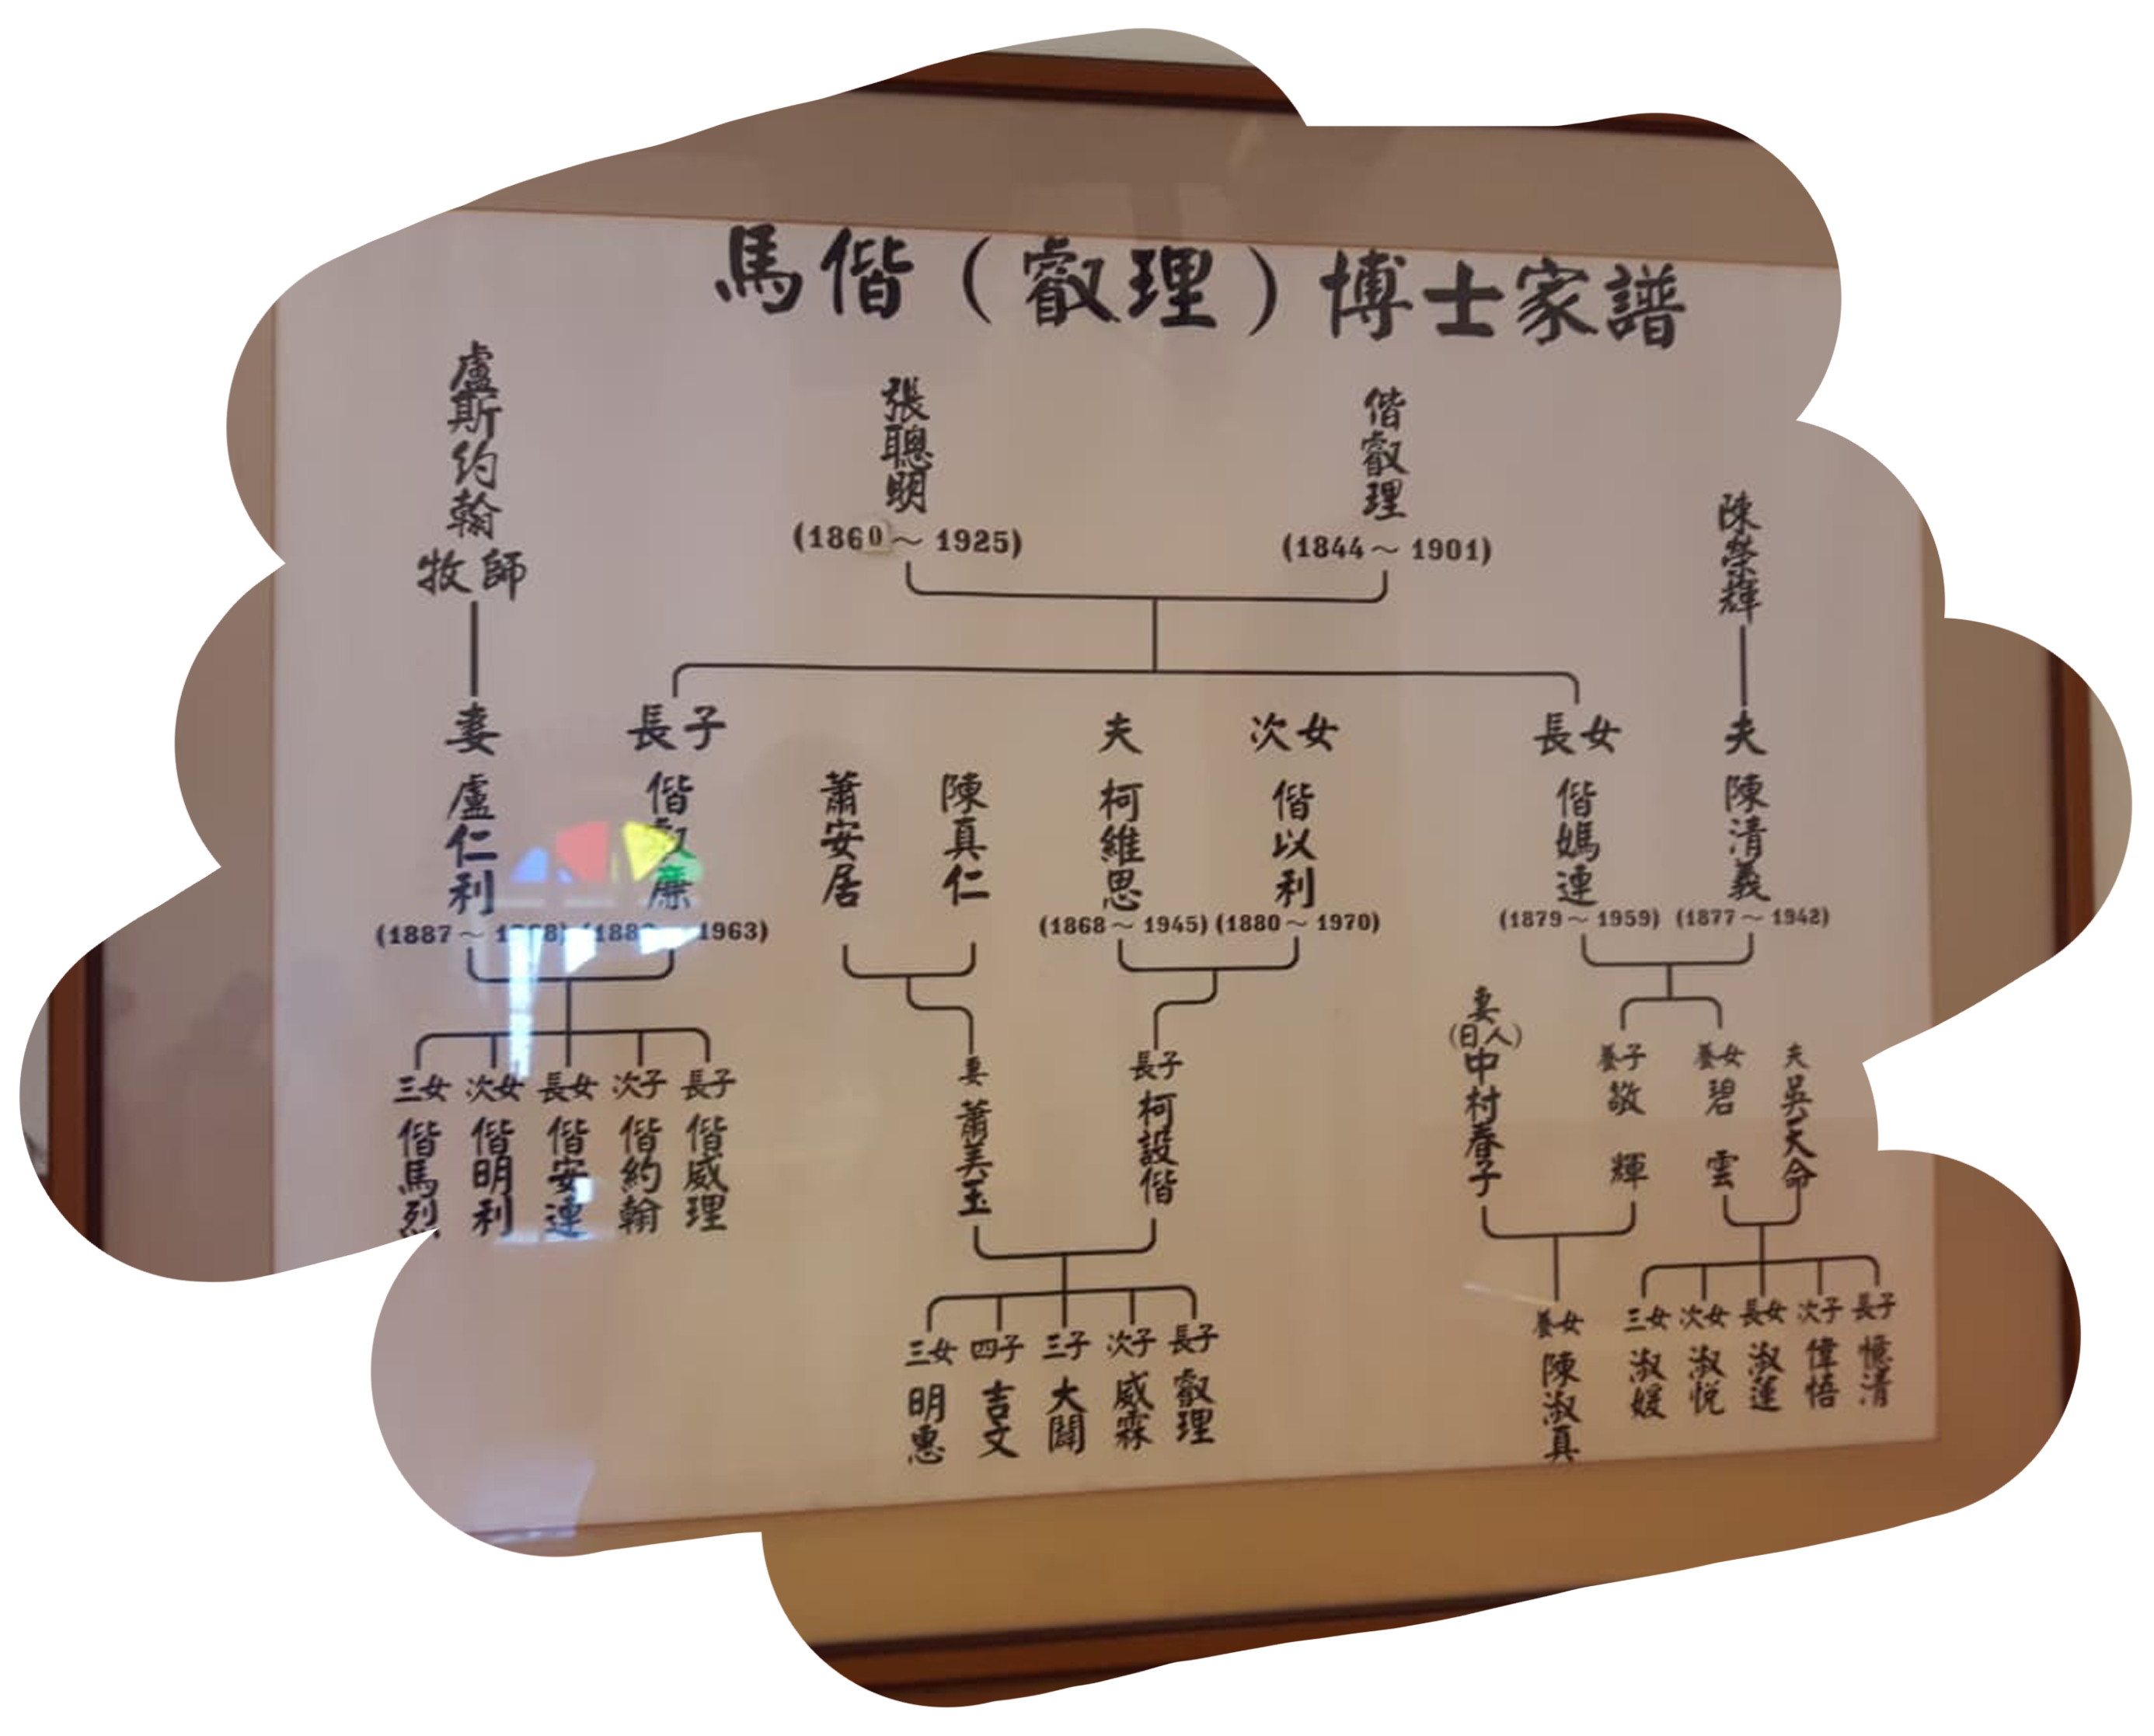 馬偕（叡理）博士家譜
盧斯約翰
牧師
張聰明
(1860～1925)
偕叡理
(1844～1901)
陳榮輝
妻
盧仁利
長子
偕叡廉
蕭安居
陳真仁
夫
柯維思
(1868～1945)
次女
偕以利
(1880～1970)
長女
偕媽連
(1879～1959)
夫
陳清義
(1877～1942)
三女
偕馬烈
次女
偕明利
長女
偕安連
次子
偕約翰
長子
偕威理
妻
蕭美玉
長子
柯設偕
妻
(日人)
中村春子
養子
敬輝
養女
碧雲
夫
吳天命
三女
明惠
四子
吉文
三子
大闢
次子
威霖
長子
叡理
養女
陳淑真
三女
淑媛
次女
淑悅
長女
淑蓮
次子
偉悟
長子
憶清